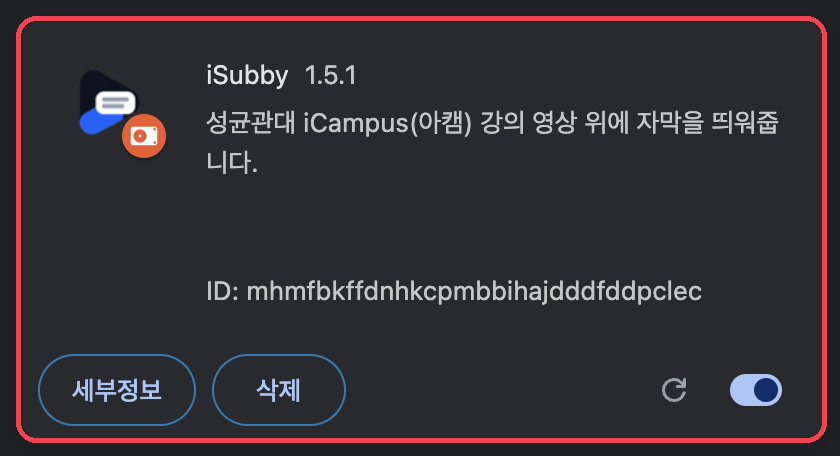 iSubby 1.5.1
성균관대 iCampus(아캠) 강의 영상 위에 자막을 띄워줍
니다.
ID: mhmfbkffdnhkcpmbbihajdddfddpclec
세부정보 삭제